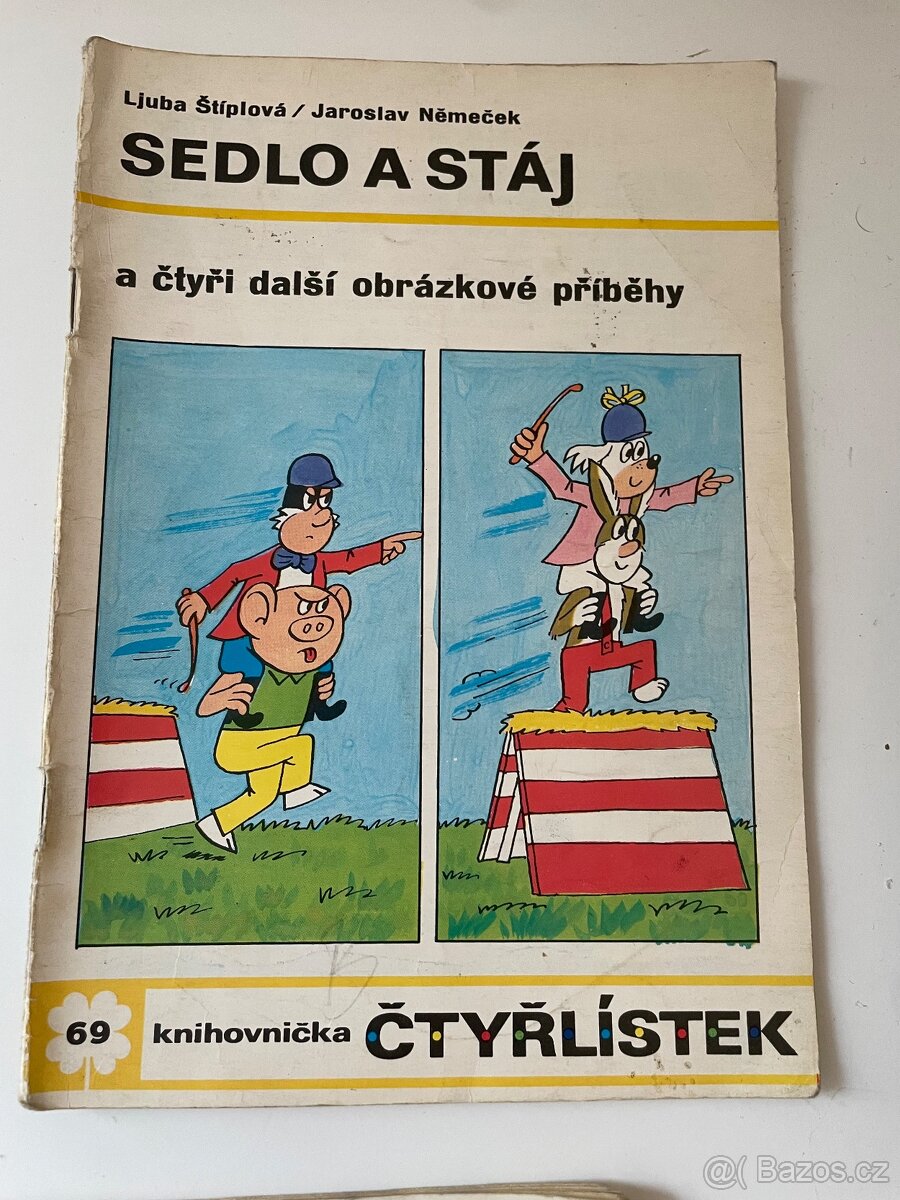 Ljuba Štíplová / Jaroslav Němeček
SEDLO A STÁJ
a čtyři další obrázkové příběhy
69 knihovnička ČTYŘLÍSTEK
@( Bazos.cz